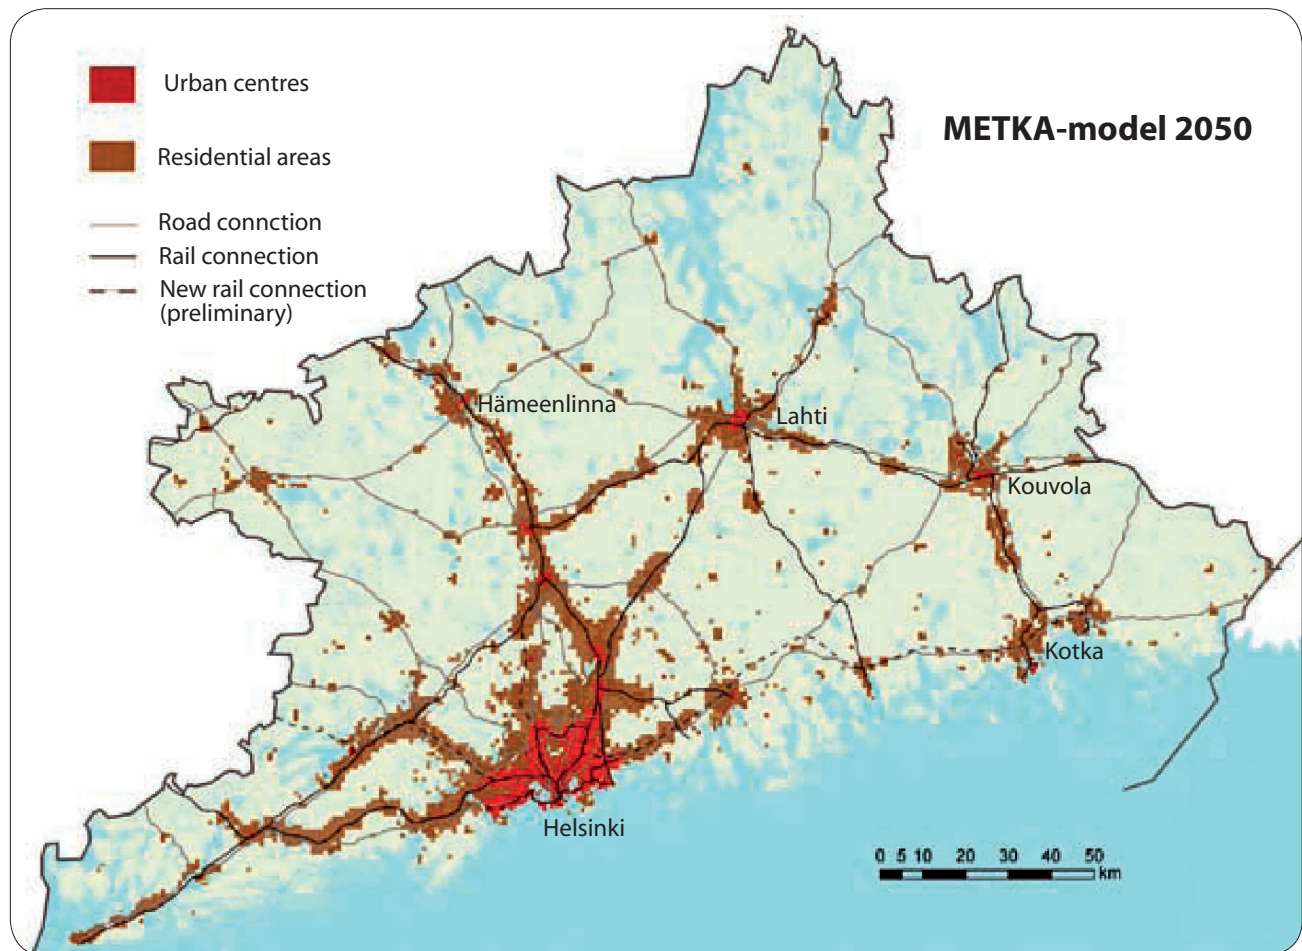 METKA-model 2050
Urban centres
Residential areas
Road connction
Rail connection
New rail connection
(preliminary)
Hämeenlinna
Lahti
Kouvola
Kotka
Helsinki
0 5 10 20 30 40 50
km